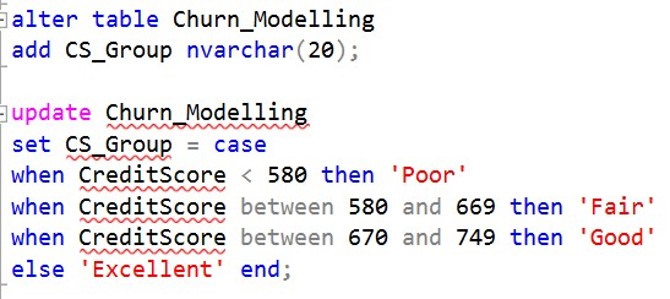 alter table Churn_Modelling
add CS_Group nvarchar(20);
update Churn_Modelling
set CS_Group = case
when CreditScore < 580 then 'Poor'
when CreditScore between 580 and 669 then 'Fair'
when CreditScore between 670 and 749 then 'Good'
else 'Excellent' end;